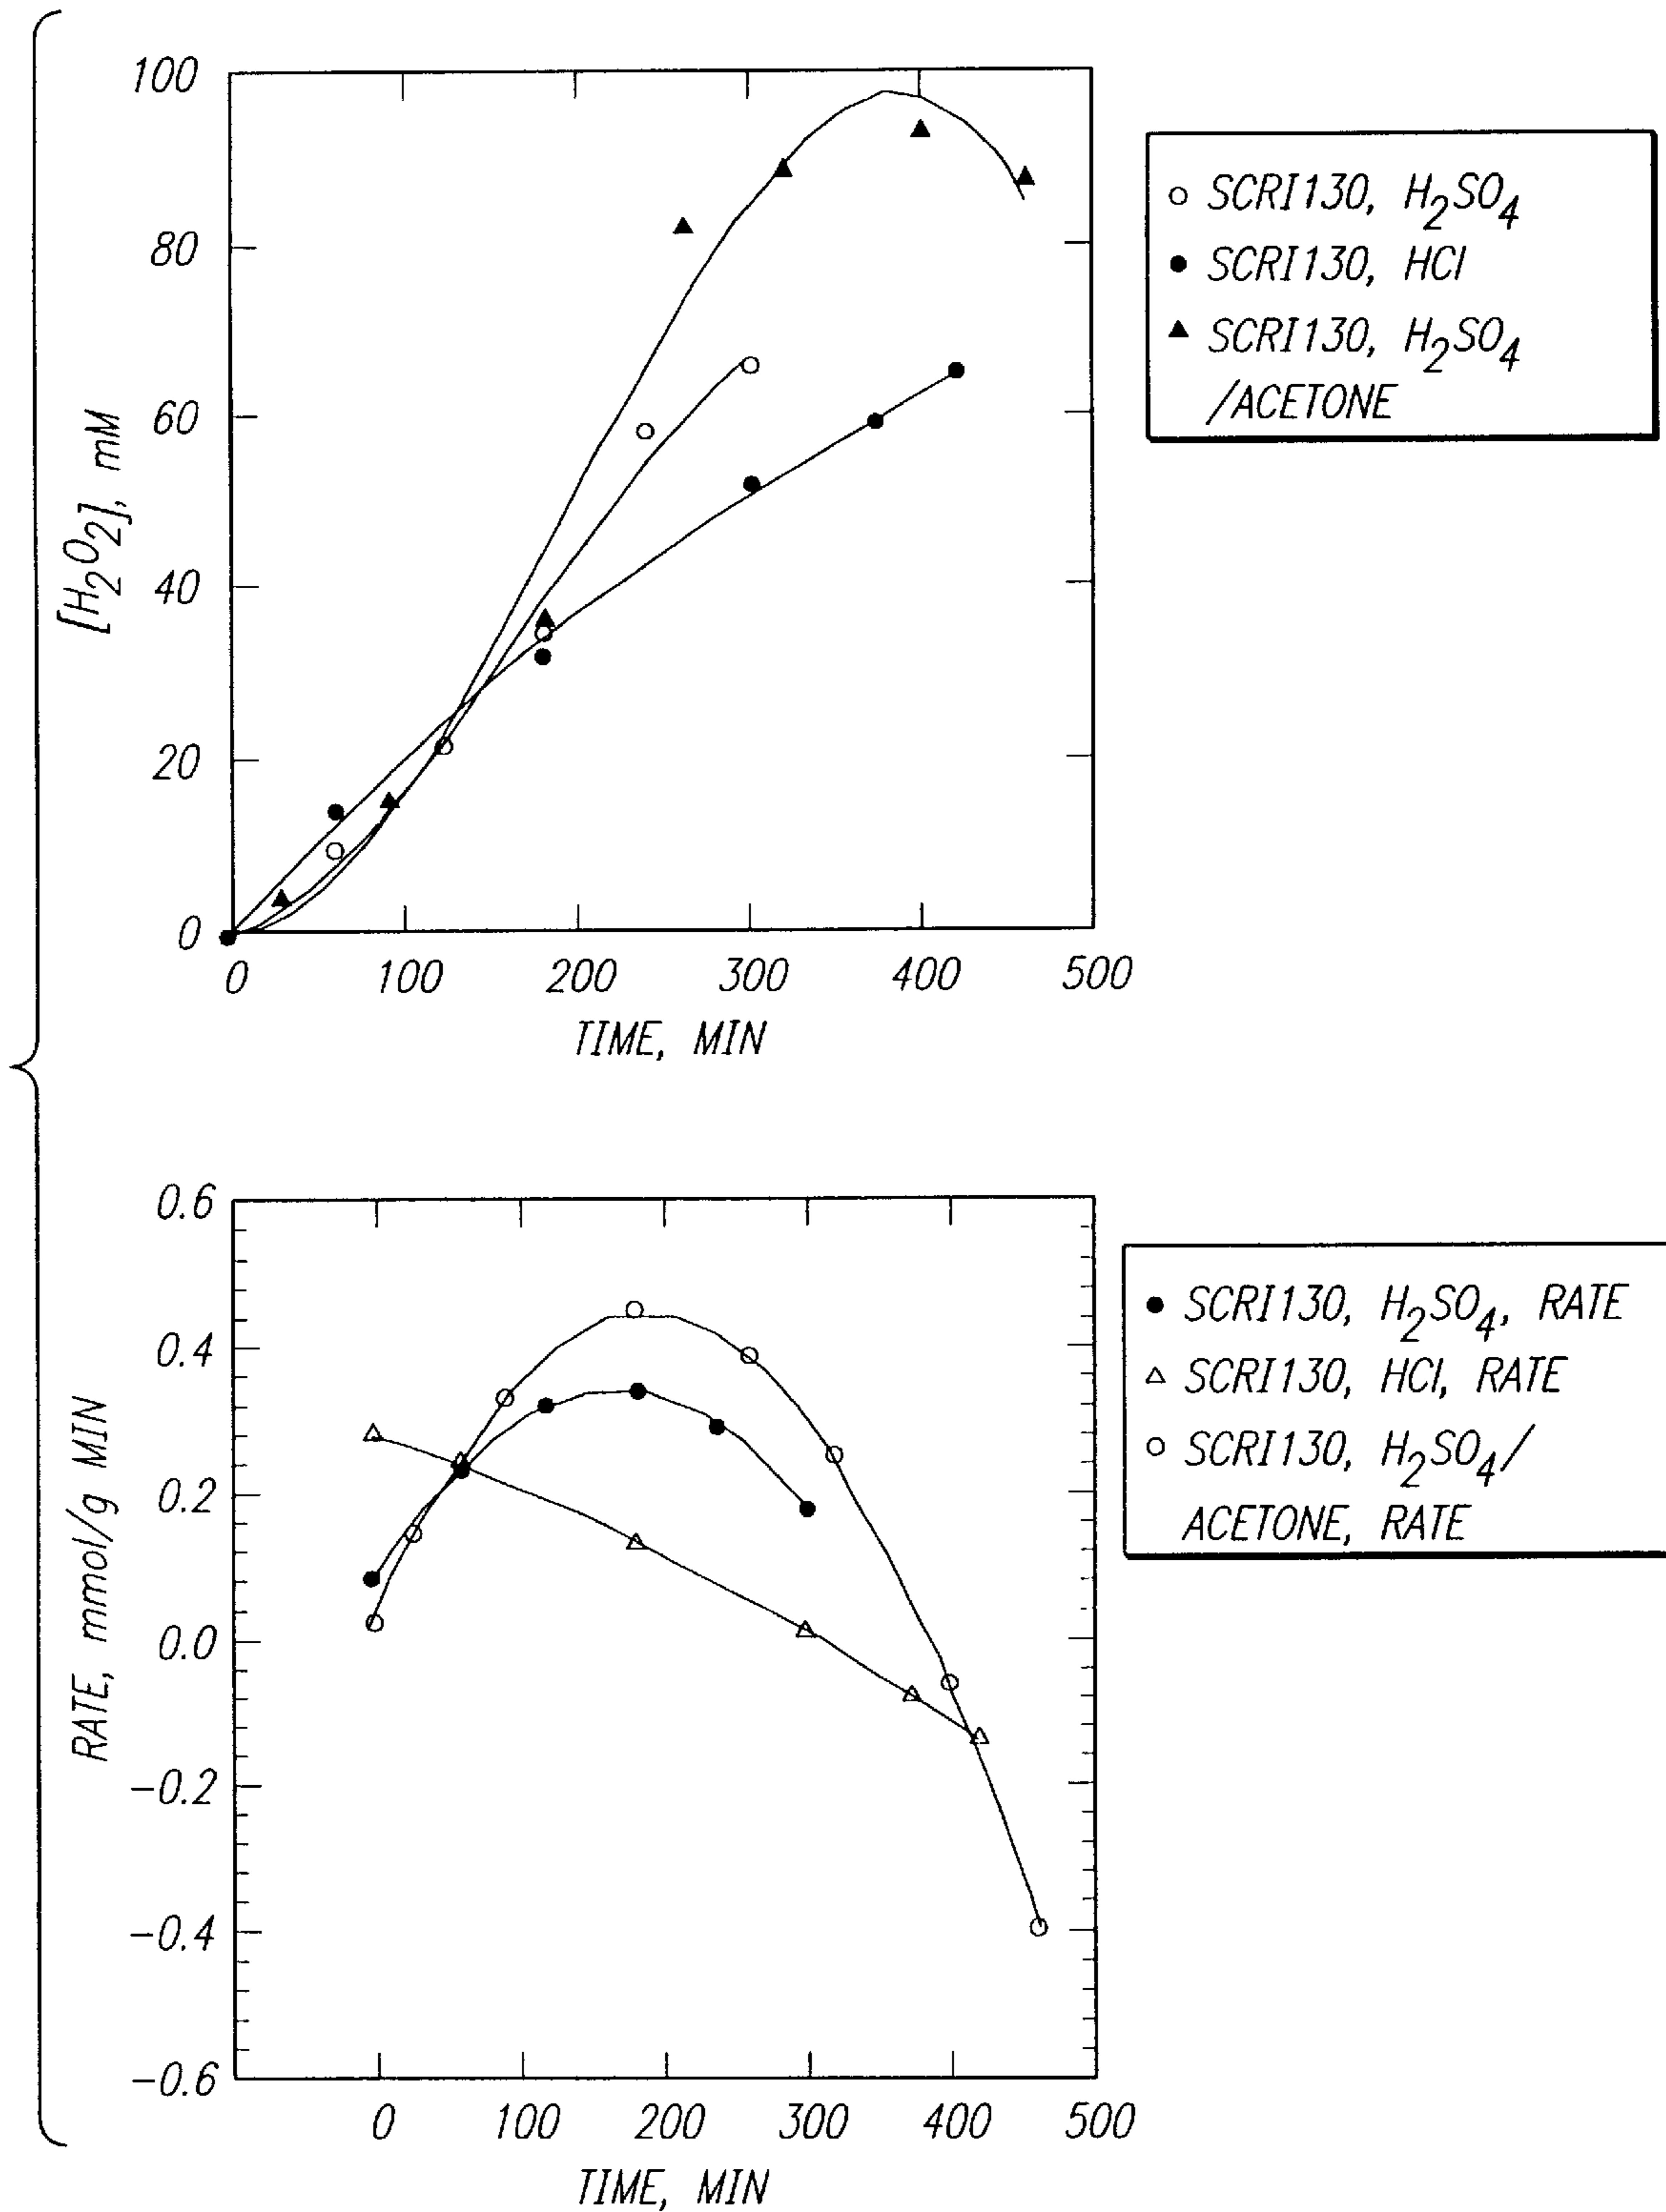 100
80
60
40
20
0
[H2O2], mM
0 100 200 300 400 500
TIME, MIN
○ SCRI130, H2SO4
● SCRI130, HCl
▲ SCRI130, H2SO4
/ACETONE
0.6
0.4
0.2
0.0
-0.2
-0.4
-0.6
RATE, mmol/g MIN
0 100 200 300 400 500
TIME, MIN
● SCRI130, H2SO4, RATE
△ SCRI130, HCl, RATE
○ SCRI130, H2SO4/
ACETONE, RATE